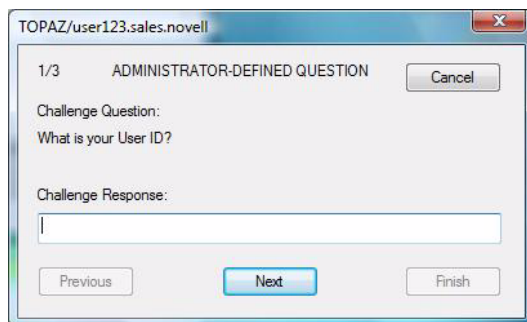 TOPAZ/user123.sales.novell
1/3 ADMINISTRATOR-DEFINED QUESTION Cancel
Challenge Question:
What is your User ID?
Challenge Response:
Previous Next Finish